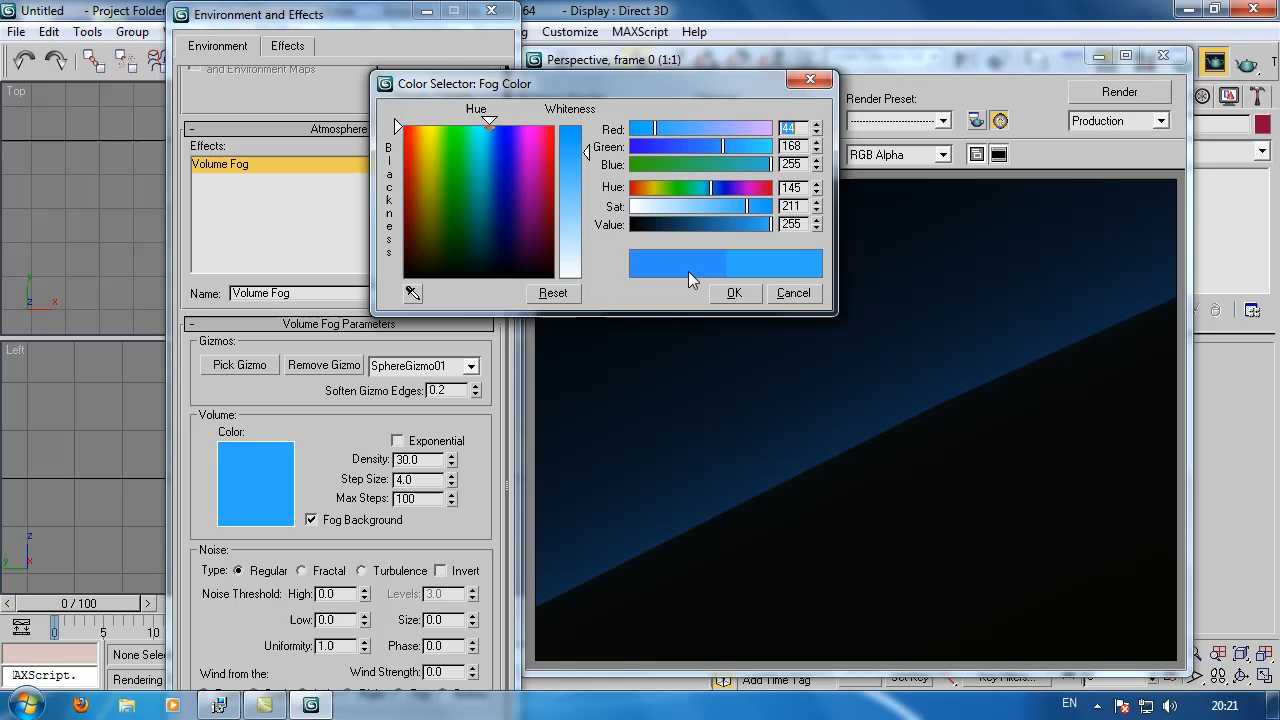 Untitled - Project Folder
Environment and Effects
64 - Display : Direct 3D
File Edit Tools Group
Customize MAXScript Help
Environment Effects
and Environment Maps
Perspective, frame 0 (1:1)
Color Selector: Fog Color
Hue Whiteness
Blackness
Red: 44
Green: 168
Blue: 255
Hue: 145
Sat: 211
Value: 255
Reset OK Cancel
Render Preset:
Render
Production
RGB Alpha
Top
Atmosphere
Effects:
Volume Fog
Name: Volume Fog
Volume Fog Parameters
Gizmos:
Pick Gizmo Remove Gizmo SphereGizmo01
Soften Gizmo Edges: 0.2
Volume:
Color:
Exponential
Density: 30.0
Step Size: 4.0
Max Steps: 100
Fog Background
Noise:
Type: Regular Fractal Turbulence Invert
Noise Threshold: High: 0.0 Levels: 3.0
Low: 0.0 Size: 0.0
Uniformity: 1.0 Phase: 0.0
Wind from the: Wind Strength: 0.0
Left
z
x
z
y x
0 / 100
0 5 10
None Selec
AXScript.
Rendering
Add Time Tag
EN 20:21